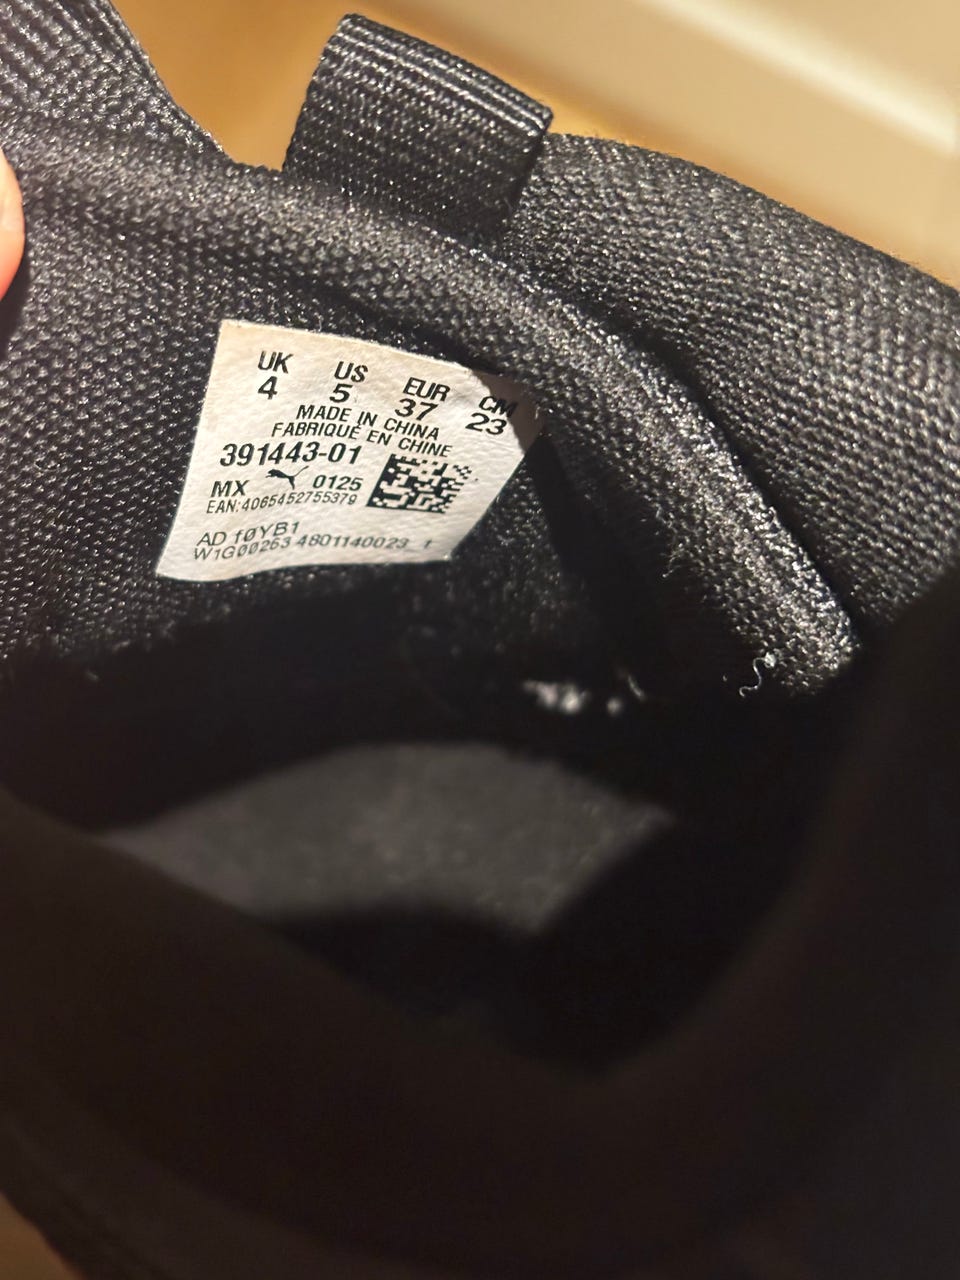 UK US EUR CM
4 5 37 23
MADE IN CHINA
FABRIQUÉ EN CHINE
391443-01
MX 0125
EAN:4065452755379
AD 10YB1
W1G00263 4801140023 1